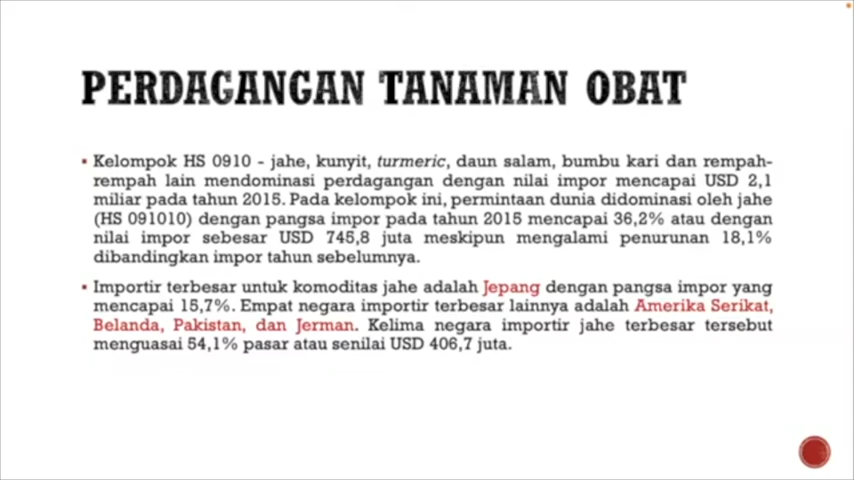 PERDAGANGAN TANAMAN OBAT
▪ Kelompok HS 0910 - jahe, kunyit, turmeric, daun salam, bumbu kari dan rempah-
rempah lain mendominasi perdagangan dengan nilai impor mencapai USD 2,1
miliar pada tahun 2015. Pada kelompok ini, permintaan dunia didominasi oleh jahe
(HS 091010) dengan pangsa impor pada tahun 2015 mencapai 36,2% atau dengan
nilai impor sebesar USD 745,8 juta meskipun mengalami penurunan 18,1%
dibandingkan impor tahun sebelumnya.
▪ Importir terbesar untuk komoditas jahe adalah Jepang dengan pangsa impor yang
mencapai 15,7%. Empat negara importir terbesar lainnya adalah Amerika Serikat,
Belanda, Pakistan, dan Jerman. Kelima negara importir jahe terbesar tersebut
menguasai 54,1% pasar atau senilai USD 406,7 juta.